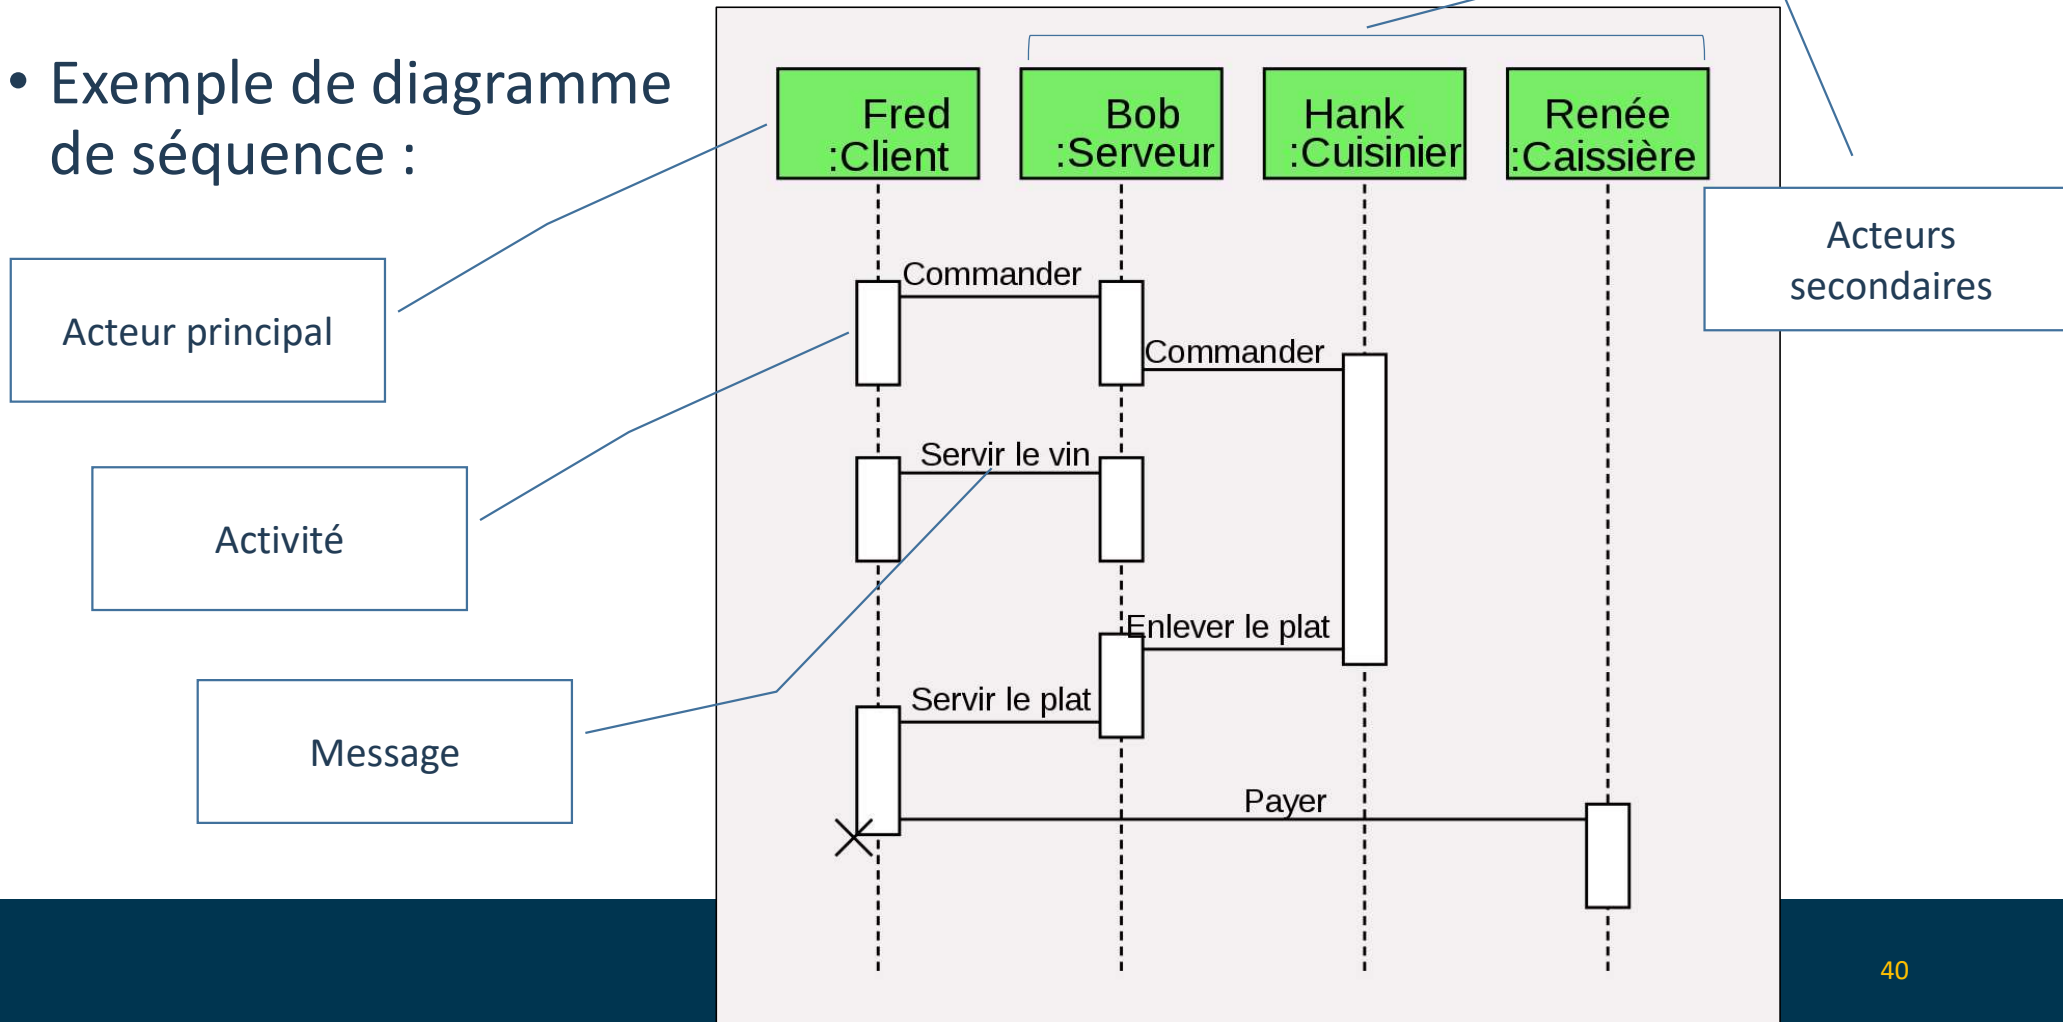 • Exemple de diagramme
de séquence :
Acteur principal
Activité
Message
Fred
:Client
Bob
:Serveur
Hank
:Cuisinier
Renée
:Caissière
Acteurs
secondaires
Commander
Commander
Servir le vin
Enlever le plat
Servir le plat
Payer
40